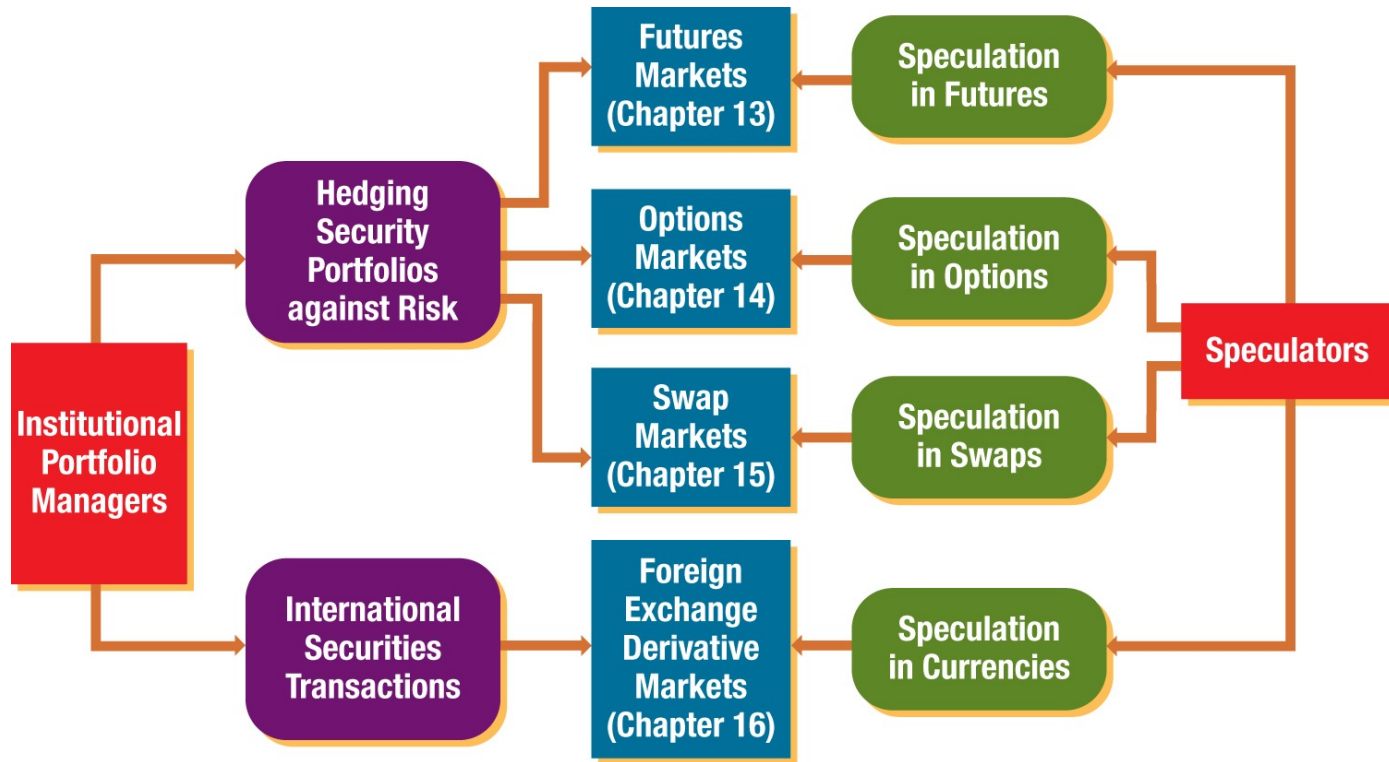 Futures
Markets
(Chapter 13)
Speculation
in Futures
Hedging
Security
Portfolios
against Risk
Options
Markets
(Chapter 14)
Speculation
in Options
Speculators
Institutional
Portfolio
Managers
Swap
Markets
(Chapter 15)
Speculation
in Swaps
International
Securities
Transactions
Foreign
Exchange
Derivative
Markets
(Chapter 16)
Speculation
in Currencies